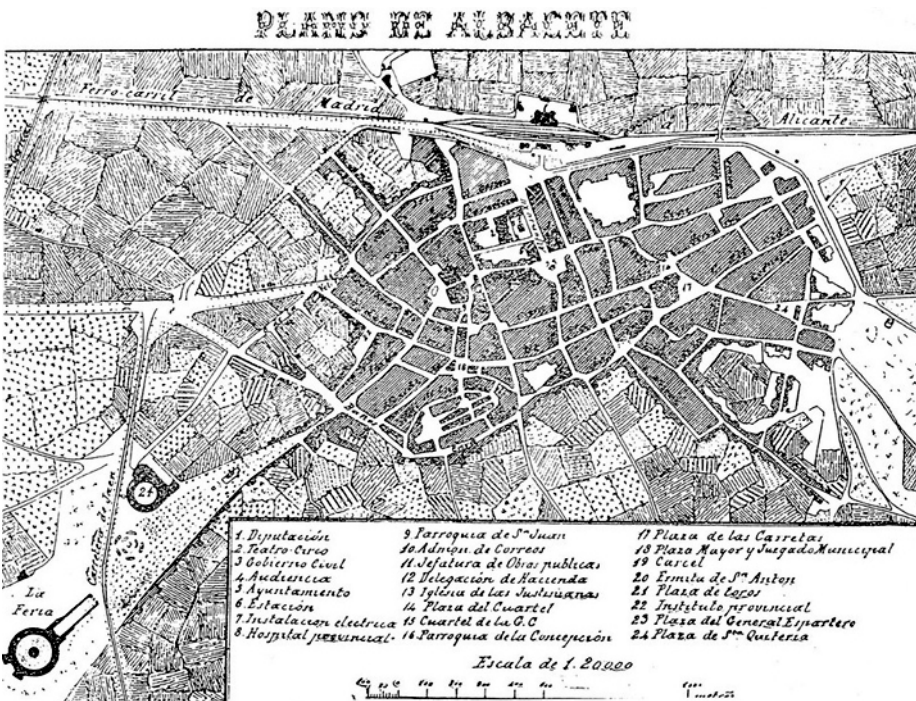 PLANO DE ALBACETE
Ferro-carril de Madrid a Alicante
La
Feria
21
16
17
1. Diputación
2. Teatro-Circo
3 Gobierno Civil
4. Audiencia
5. Ayuntamiento
6. Estación
7. Instalacion electrica
8. Hospital provincial
9 Parroquia de Sn Juan
10. Admon. de Correos
11. Jefatura de Obras publicas
12 Delegación de Hacienda
13 Iglesia de las Justinianas
14 Plaza del Cuartel
15 Cuartel de la G.C
16 Parroquia de la Concepción
17 Plaza de las Carretas
18 Plaza Mayor y Juzgado Municipal
19 Carcel
20 Ermita de Sn Anton
21 Plaza de toros
22 Instituto provincial
23 Plaza del General Espartero
24 Plaza de Sta Quiteria
Escala de 1.20000
metros